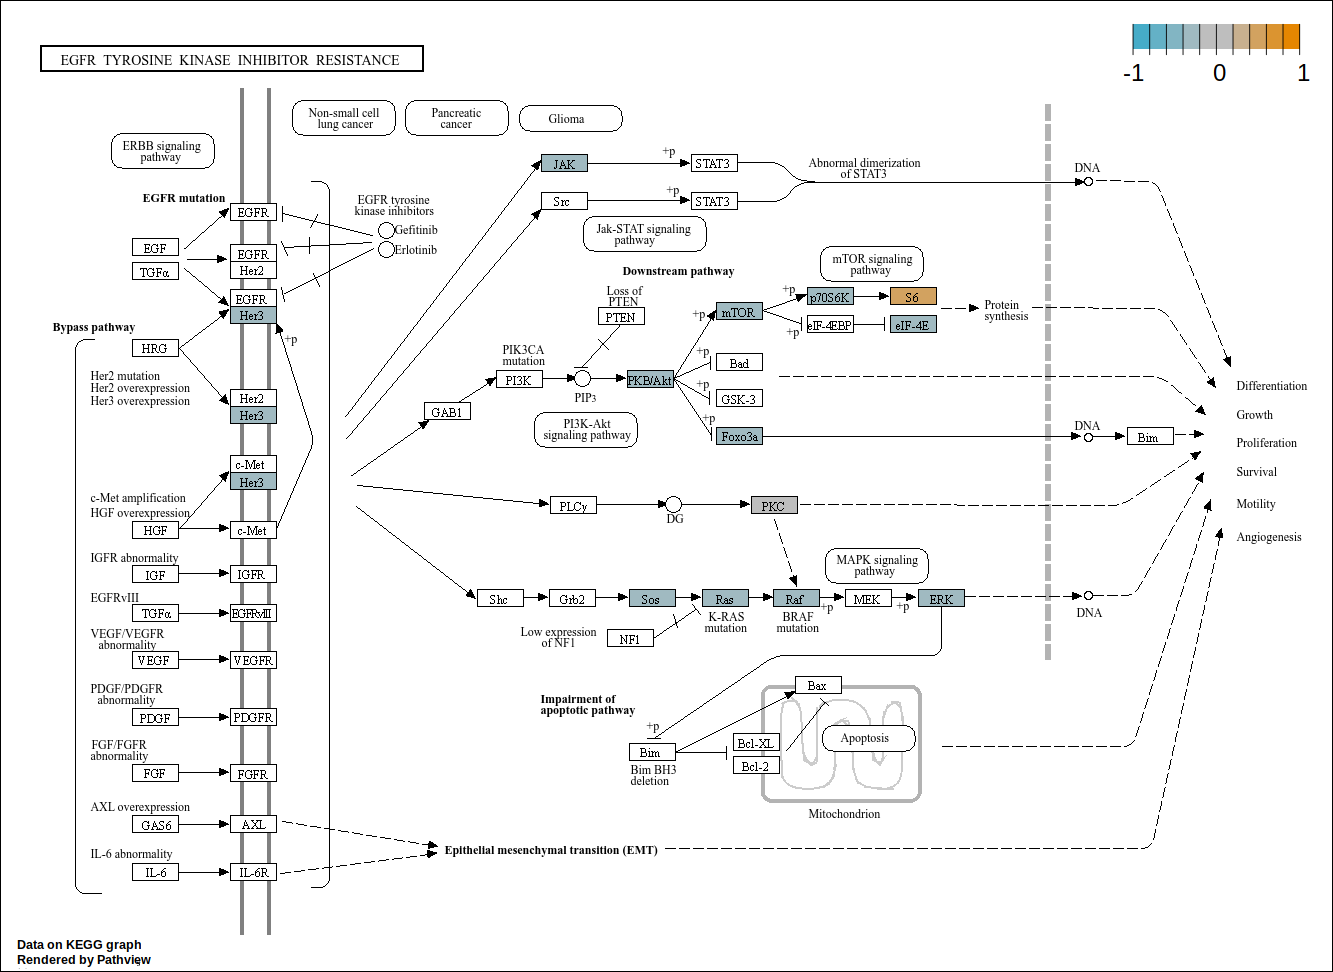 -1 0 1
EGFR TYROSINE KINASE INHIBITOR RESISTANCE
Non-small cell
lung cancer
Pancreatic
cancer
Glioma
ERBB signaling
pathway
EGFR mutation
EGFR
EGF
TGFα
EGFR
Her2
EGFR
Her3
EGFR tyrosine
kinase inhibitors
Gefitinib
Erlotinib
JAK
+p
STAT3
Src
+p
STAT3
Abnormal dimerization
of STAT3
DNA
Jak-STAT signaling
pathway
Downstream pathway
mTOR signaling
pathway
Loss of
PTEN
PTEN
+p
mTOR
+p
p70S6K
S6
+p
eIF-4EBP
eIF-4E
Protein
synthesis
Bypass pathway
HRG
+p
Her2 mutation
Her2 overexpression
Her3 overexpression
Her2
Her3
PIK3CA
mutation
PI3K
PIP3
PKB/Akt
+p
Bad
+p
GSK-3
+p
Foxo3a
GAB1
PI3K-Akt
signaling pathway
DNA
Bim
Differentiation
Growth
Proliferation
Survival
Motility
Angiogenesis
c-Met
Her3
c-Met amplification
HGF overexpression
HGF
c-Met
PLCγ
DG
PKC
IGFR abnormality
IGF
IGFR
MAPK signaling
pathway
EGFRvIII
TGFα
EGFRvIII
Shc
Grb2
Sos
Ras
Raf
+p
MEK
+p
ERK
DNA
K-RAS
mutation
BRAF
mutation
Low expression
of NF1
NF1
VEGF/VEGFR
abnormality
VEGF
VEGFR
PDGF/PDGFR
abnormality
PDGF
PDGFR
Impairment of
apoptotic pathway
+p
Bim
Bim BH3
deletion
Bax
Bcl-XL
Bcl-2
Apoptosis
Mitochondrion
FGF/FGFR
abnormality
FGF
FGFR
AXL overexpression
GAS6
AXL
IL-6 abnormality
IL-6
IL-6R
Epithelial mesenchymal transition (EMT)
Data on KEGG graph
Rendered by Pathview